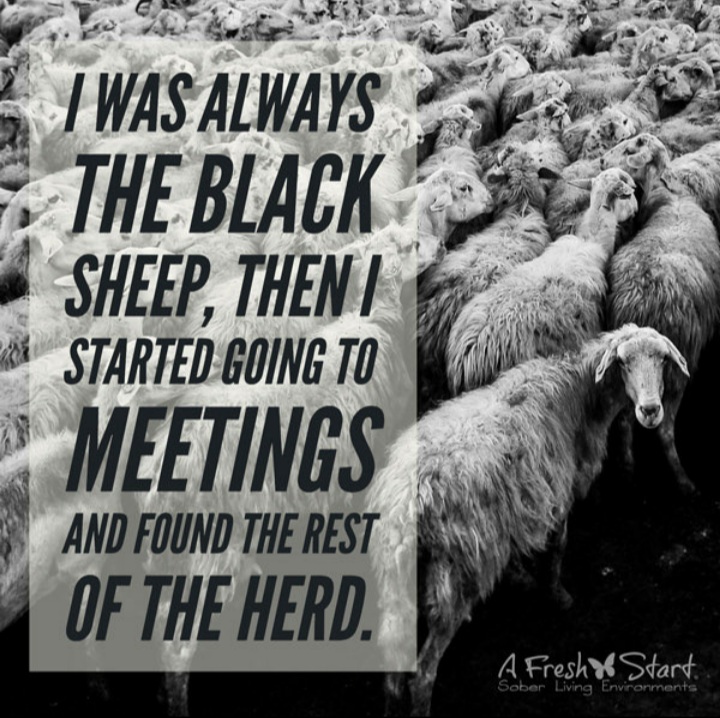 I WAS ALWAYS
THE BLACK
SHEEP, THEN I
STARTED GOING TO
MEETINGS
AND FOUND THE REST
OF THE HERD.
A Fresh Start
Sober Living Environments